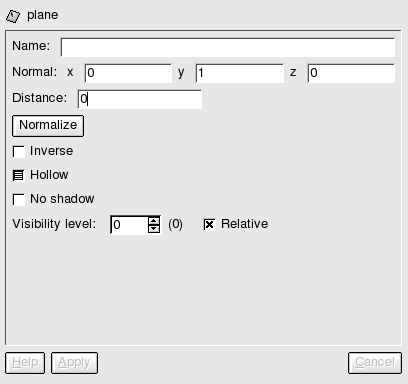 plane
Name:
Normal: x 0 y 1 z 0
Distance: 0
Normalize
Inverse
Hollow
No shadow
Visibility level: 0 (0) Relative
Help Apply Cancel